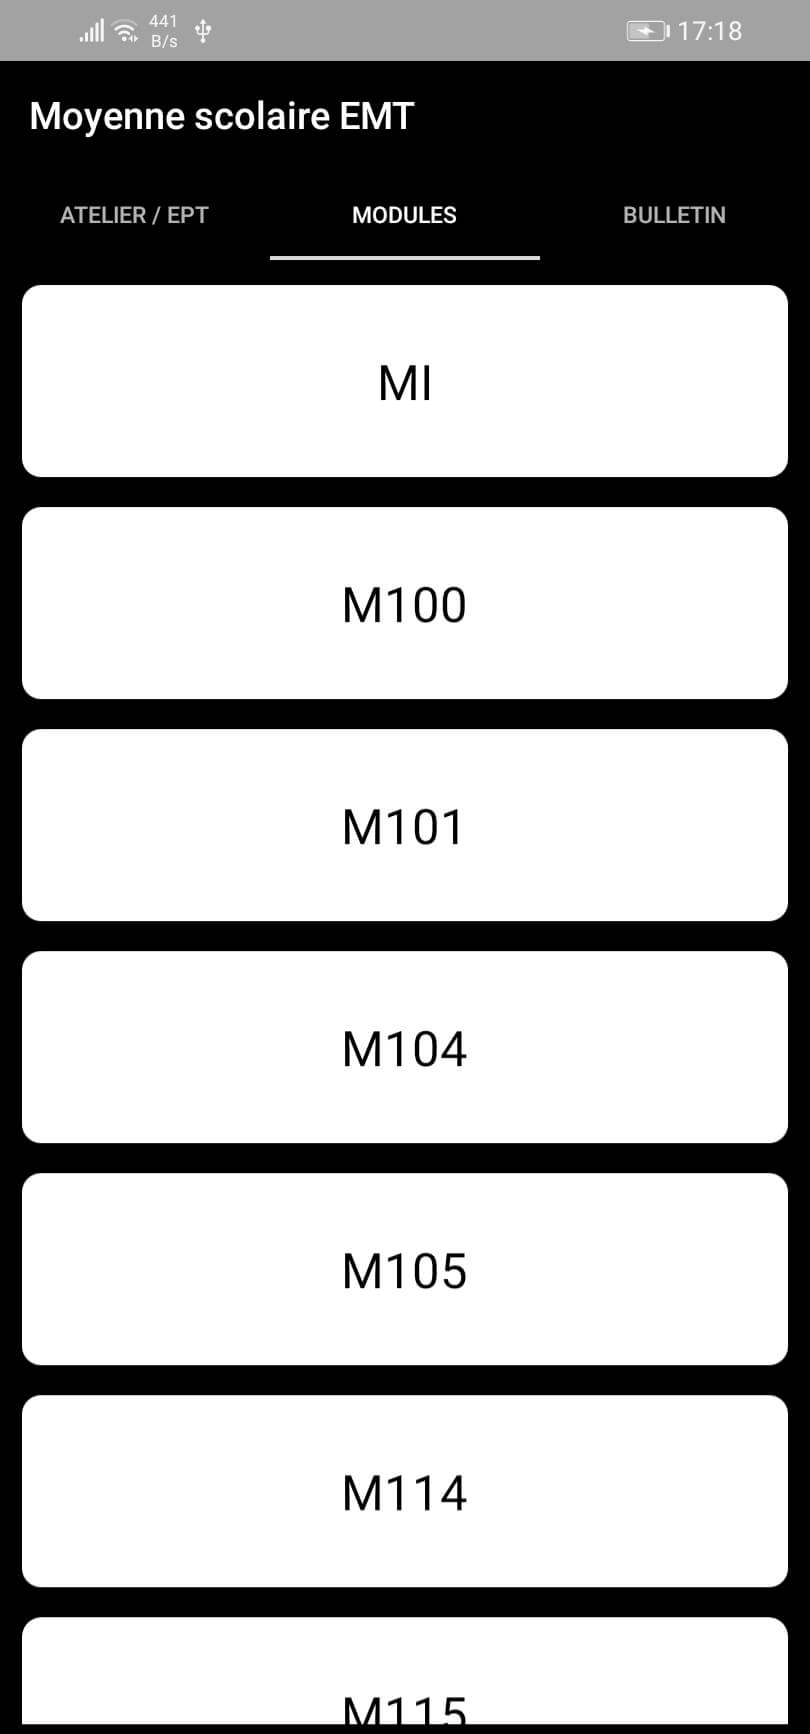 441
B/s
17:18
Moyenne scolaire EMT
ATELIER / EPT
MODULES
BULLETIN
MI
M100
M101
M104
M105
M114
M115